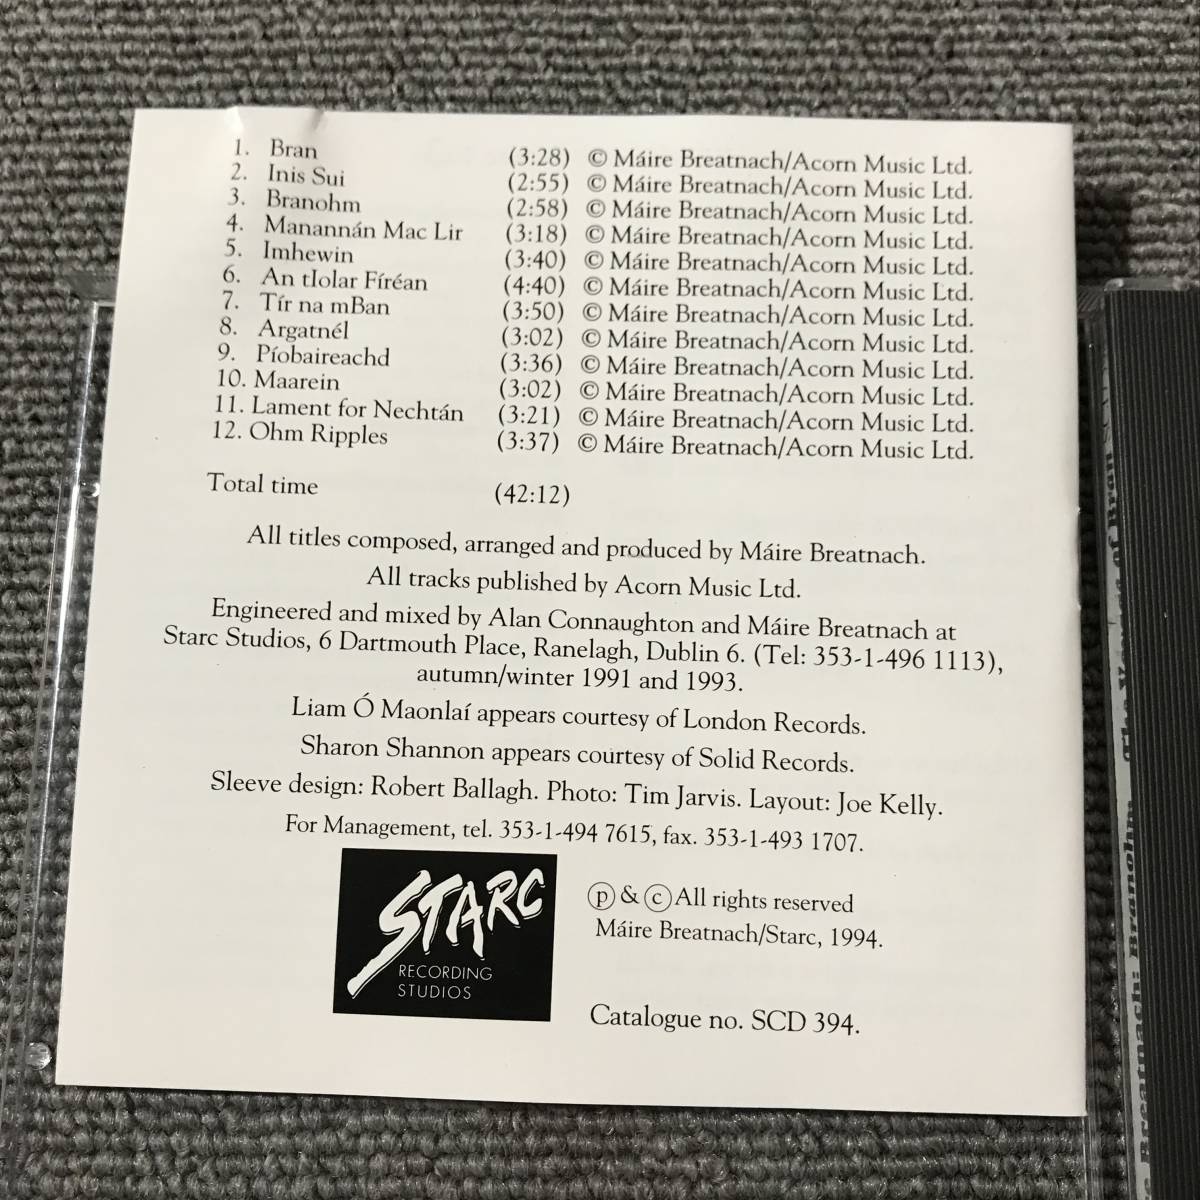 1. Bran (3:28) © Máire Breatnach/Acorn Music Ltd.
2. Inis Sui (2:55) © Máire Breatnach/Acorn Music Ltd.
3. Branohm (2:58) © Máire Breatnach/Acorn Music Ltd.
4. Manannán Mac Lir (3:18) © Máire Breatnach/Acorn Music Ltd.
5. Imhewin (3:40) © Máire Breatnach/Acorn Music Ltd.
6. An tIolar Fíréan (4:40) © Máire Breatnach/Acorn Music Ltd.
7. Tír na mBan (3:50) © Máire Breatnach/Acorn Music Ltd.
8. Argatnél (3:02) © Máire Breatnach/Acorn Music Ltd.
9. Píobaireachd (3:36) © Máire Breatnach/Acorn Music Ltd.
10. Maarein (3:02) © Máire Breatnach/Acorn Music Ltd.
11. Lament for Nechtán (3:21) © Máire Breatnach/Acorn Music Ltd.
12. Ohm Ripples (3:37) © Máire Breatnach/Acorn Music Ltd.
Total time (42:12)
All titles composed, arranged and produced by Máire Breatnach.
All tracks published by Acorn Music Ltd.
Engineered and mixed by Alan Connaughton and Máire Breatnach at
Starc Studios, 6 Dartmouth Place, Ranelagh, Dublin 6. (Tel: 353-1-496 1113),
autumn/winter 1991 and 1993.
Liam Ó Maonlaí appears courtesy of London Records.
Sharon Shannon appears courtesy of Solid Records.
Sleeve design: Robert Ballagh. Photo: Tim Jarvis. Layout: Joe Kelly.
For Management, tel. 353-1-494 7615, fax. 353-1-493 1707.
STARC
RECORDING
STUDIOS
ⓟ & ⓒ All rights reserved
Máire Breatnach/Starc, 1994.
Catalogue no. SCD 394.
Breatnach: Branohm of Bran